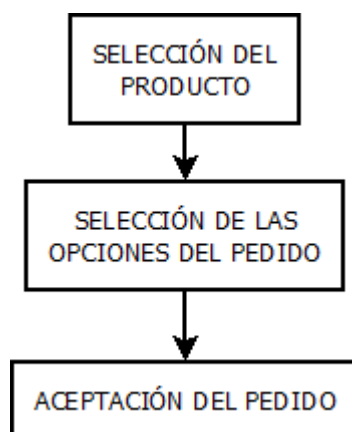 SELECCIÓN DEL
PRODUCTO
SELECCIÓN DE LAS
OPCIONES DEL PEDIDO
ACEPTACIÓN DEL PEDIDO